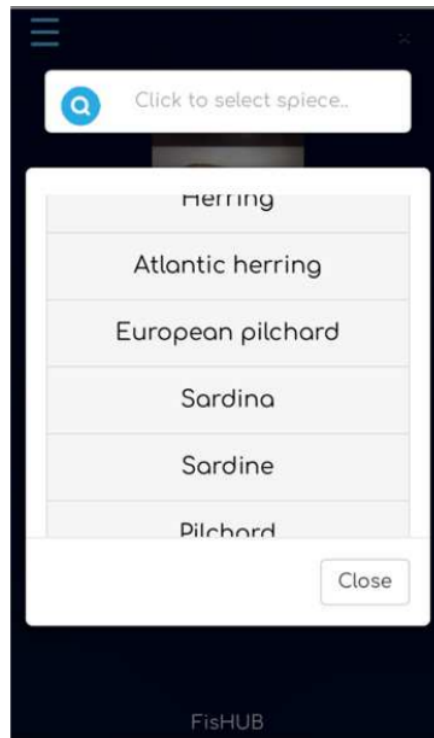 Click to select spiece..
Herring
Atlantic herring
European pilchard
Sardina
Sardine
Pilchard
Close
FisHUB